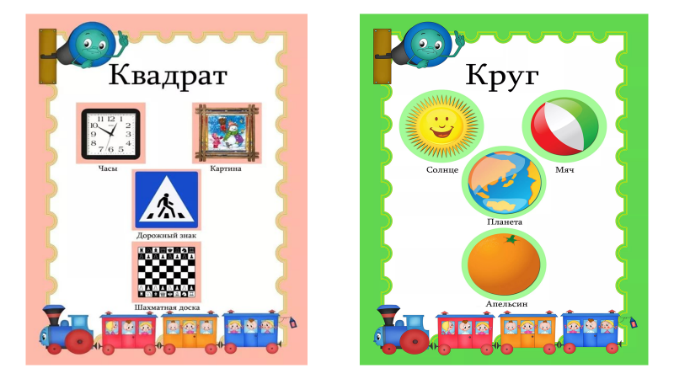 Квадрат
Часы
Картина
Дорожный знак
Шахматная доска
Круг
Солнце
Мяч
Планета
Апельсин